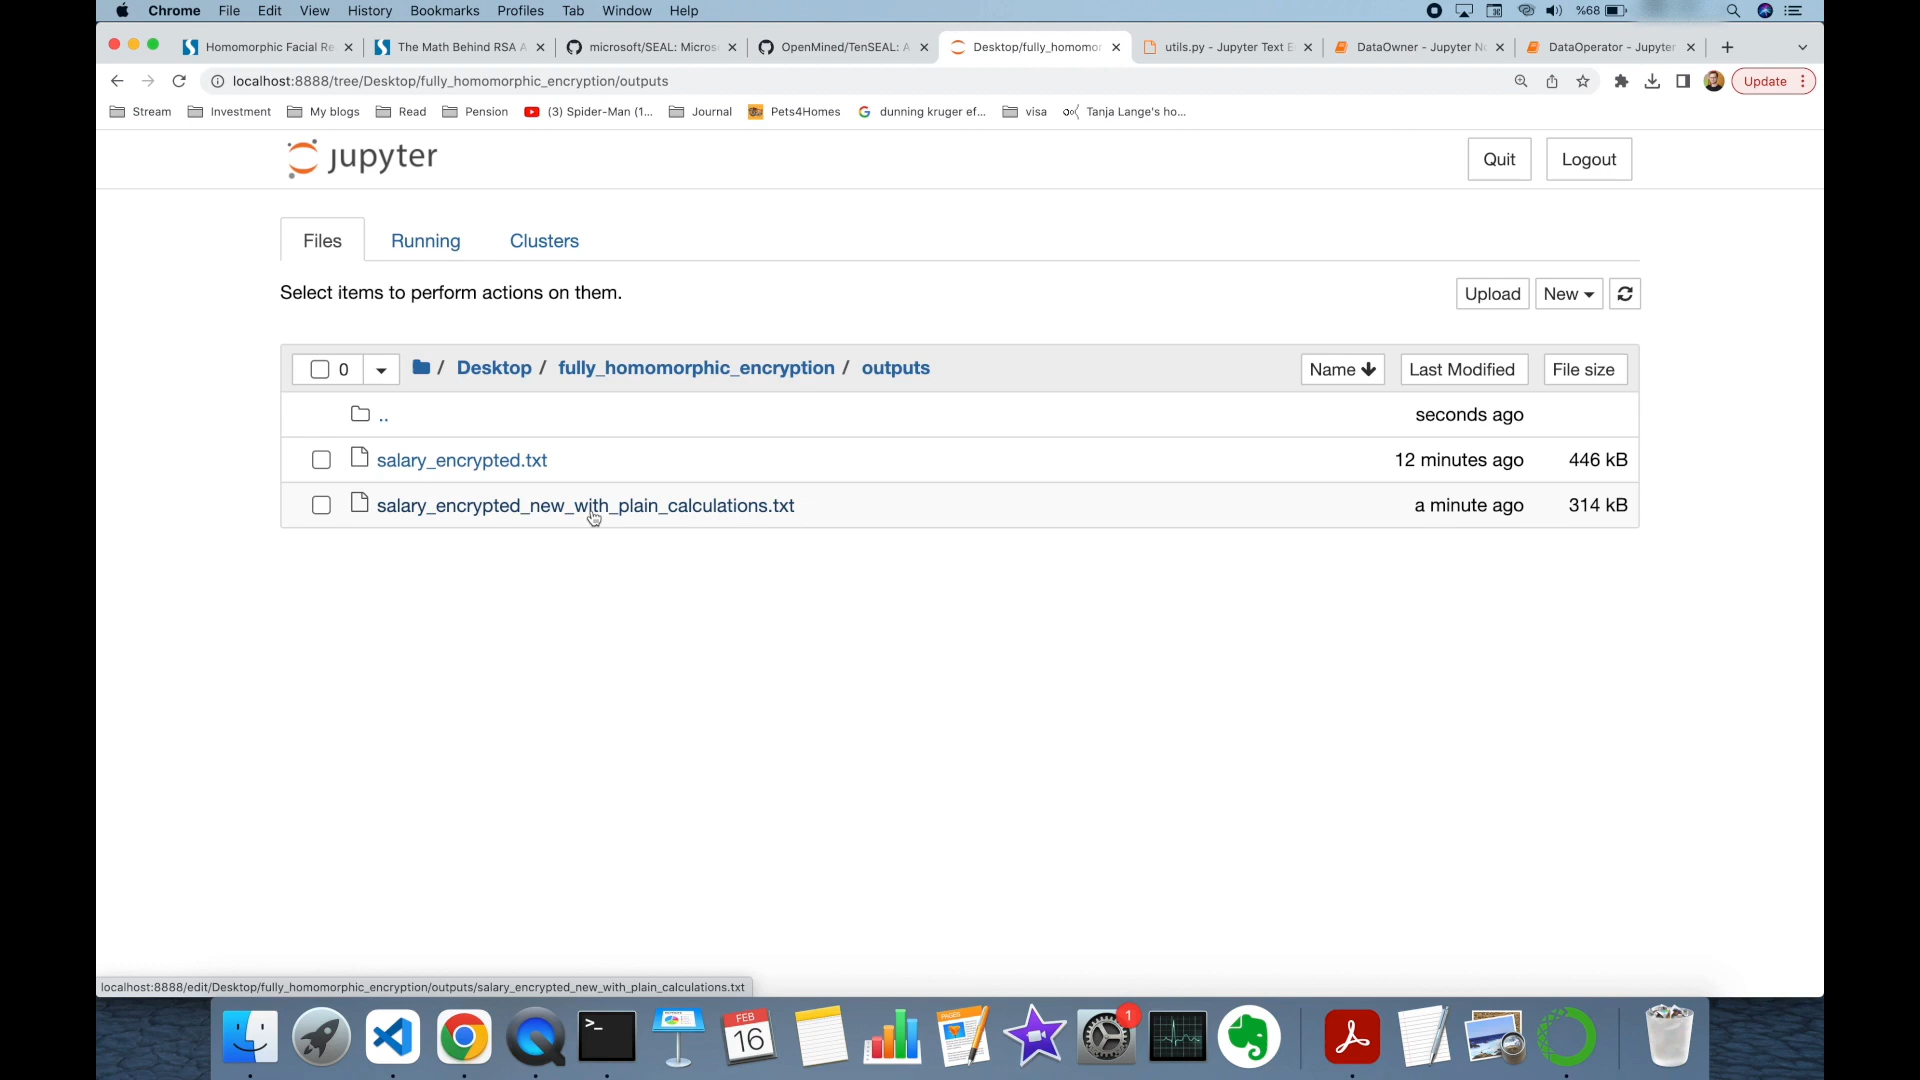 Chrome File Edit View History Bookmarks Profiles Tab Window Help %68
Homomorphic Facial Re The Math Behind RSA A microsoft/SEAL: Micros OpenMined/TenSEAL: A Desktop/fully_homomor utils.py - Jupyter Text E DataOwner - Jupyter N DataOperator - Jupyter
localhost:8888/tree/Desktop/fully_homomorphic_encryption/outputs Update
Stream Investment My blogs Read Pension (3) Spider-Man (1... Journal Pets4Homes dunning kruger ef... visa Tanja Lange's ho...
jupyter Quit Logout
Files Running Clusters
Select items to perform actions on them. Upload New
0 / Desktop / fully_homomorphic_encryption / outputs Name Last Modified File size
.. seconds ago
salary_encrypted.txt 12 minutes ago 446 kB
salary_encrypted_new_with_plain_calculations.txt a minute ago 314 kB
localhost:8888/edit/Desktop/fully_homomorphic_encryption/outputs/salary_encrypted_new_with_plain_calculations.txt
FEB
16
PAGES
1